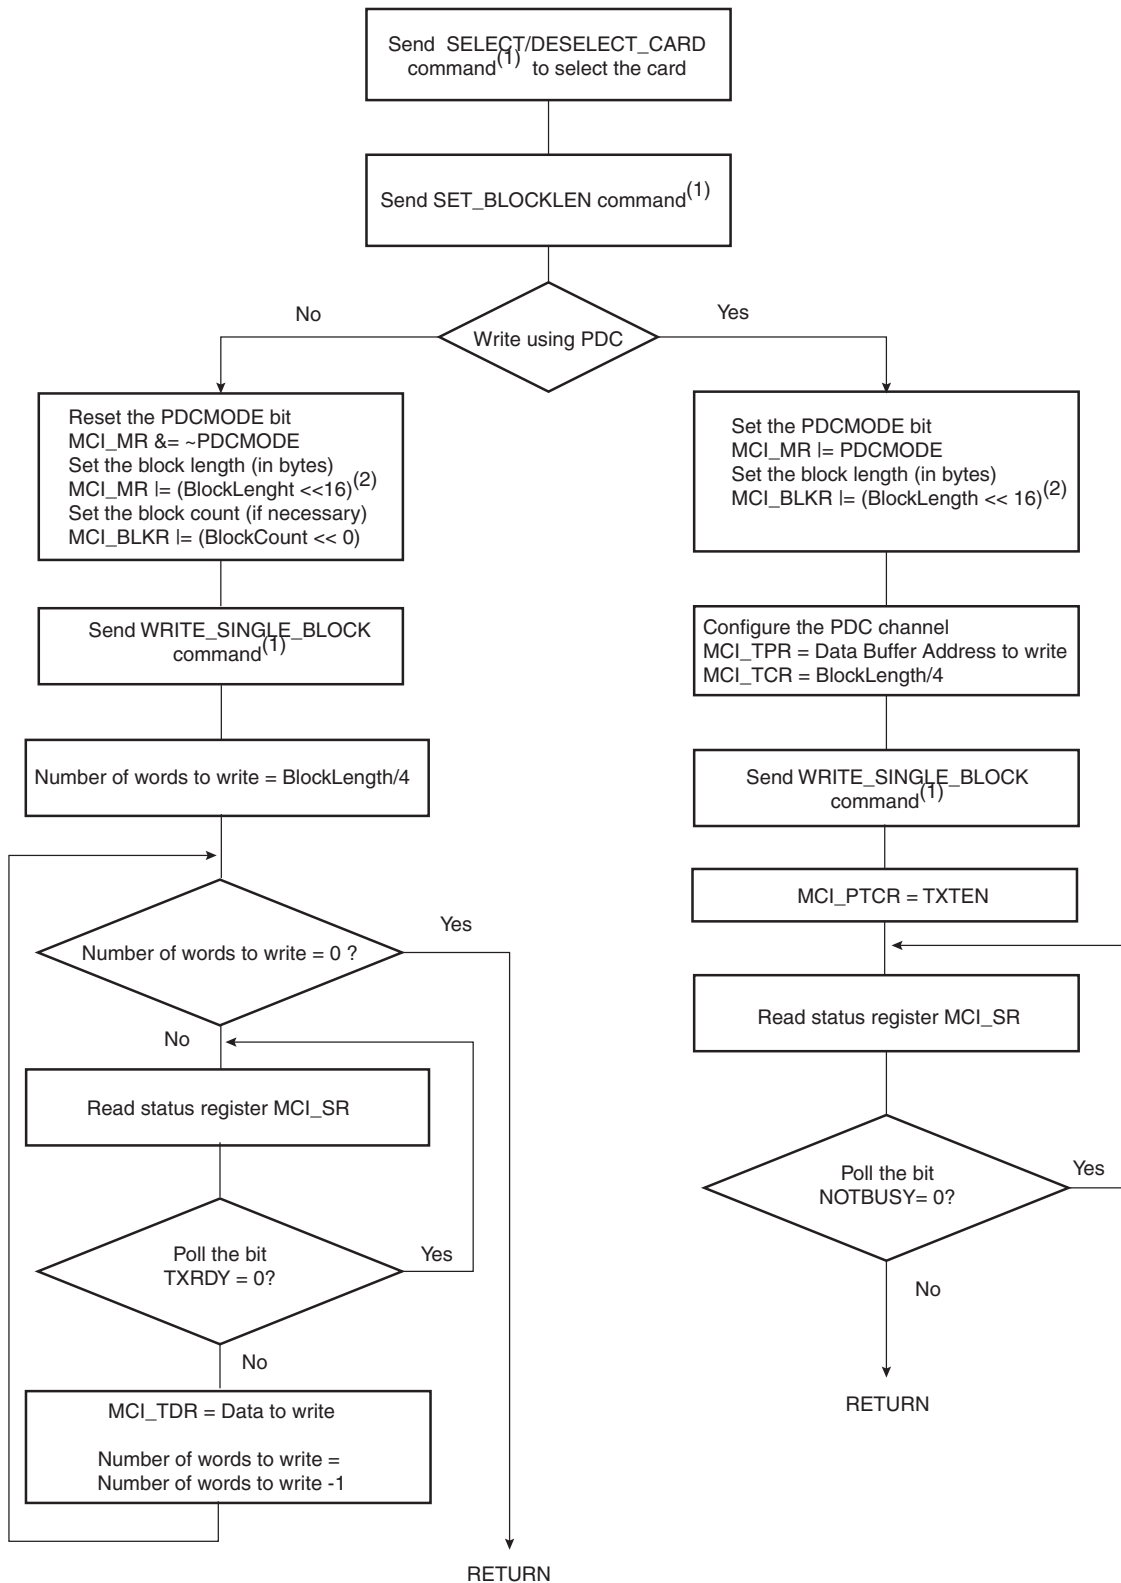 Send SELECT/DESELECT_CARD
command(1) to select the card
Send SET_BLOCKLEN command(1)
No
Yes
Write using PDC
Reset the PDCMODE bit
MCI_MR &= ~PDCMODE
Set the block length (in bytes)
MCI_MR |= (BlockLenght <<16)(2)
Set the block count (if necessary)
MCI_BLKR |= (BlockCount << 0)
Send WRITE_SINGLE_BLOCK
command(1)
Number of words to write = BlockLength/4
Number of words to write = 0 ?
Yes
No
Read status register MCI_SR
Poll the bit
TXRDY = 0?
Yes
No
MCI_TDR = Data to write
Number of words to write =
Number of words to write -1
RETURN
Set the PDCMODE bit
MCI_MR |= PDCMODE
Set the block length (in bytes)
MCI_BLKR |= (BlockLength << 16)(2)
Configure the PDC channel
MCI_TPR = Data Buffer Address to write
MCI_TCR = BlockLength/4
Send WRITE_SINGLE_BLOCK
command(1)
MCI_PTCR = TXTEN
Read status register MCI_SR
Poll the bit
NOTBUSY= 0?
Yes
No
RETURN